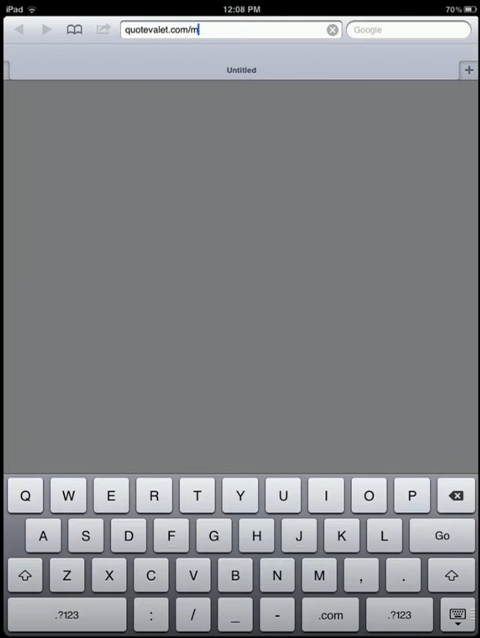 iPad 12:08 PM 70%
quotevalet.com/m Google
Untitled +
Q W E R T Y U I O P
A S D F G H J K L Go
Z X C V B N M , .
.?123 : / _ - .com .?123